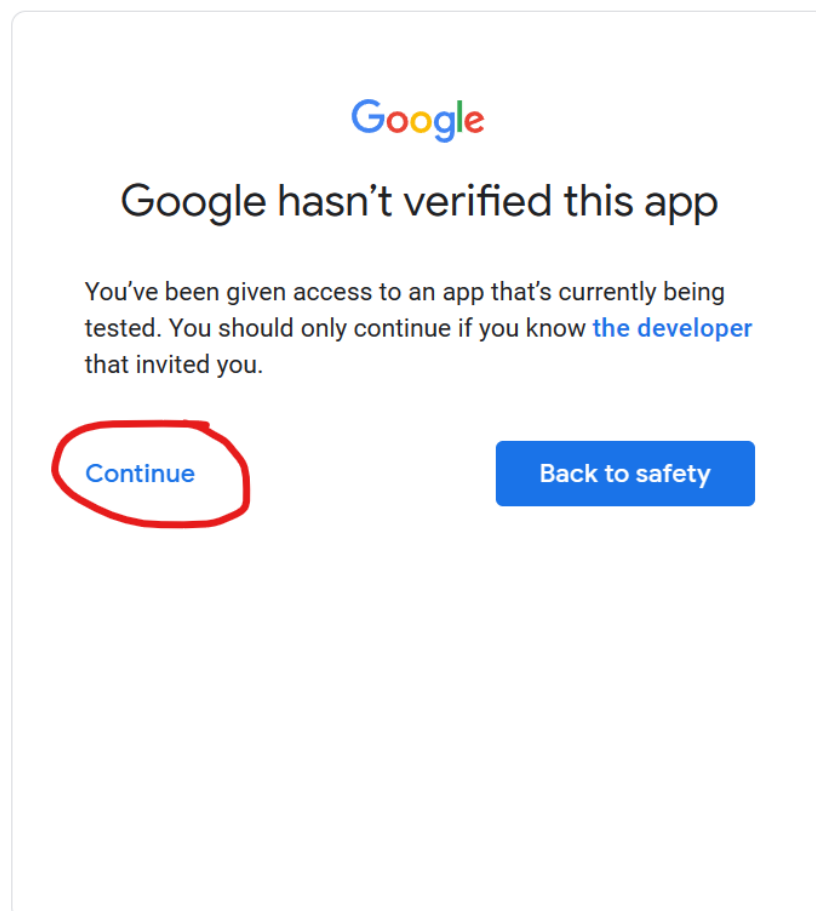 Google
Google hasn’t verified this app
You’ve been given access to an app that’s currently being
tested. You should only continue if you know the developer
that invited you.
Continue
Back to safety